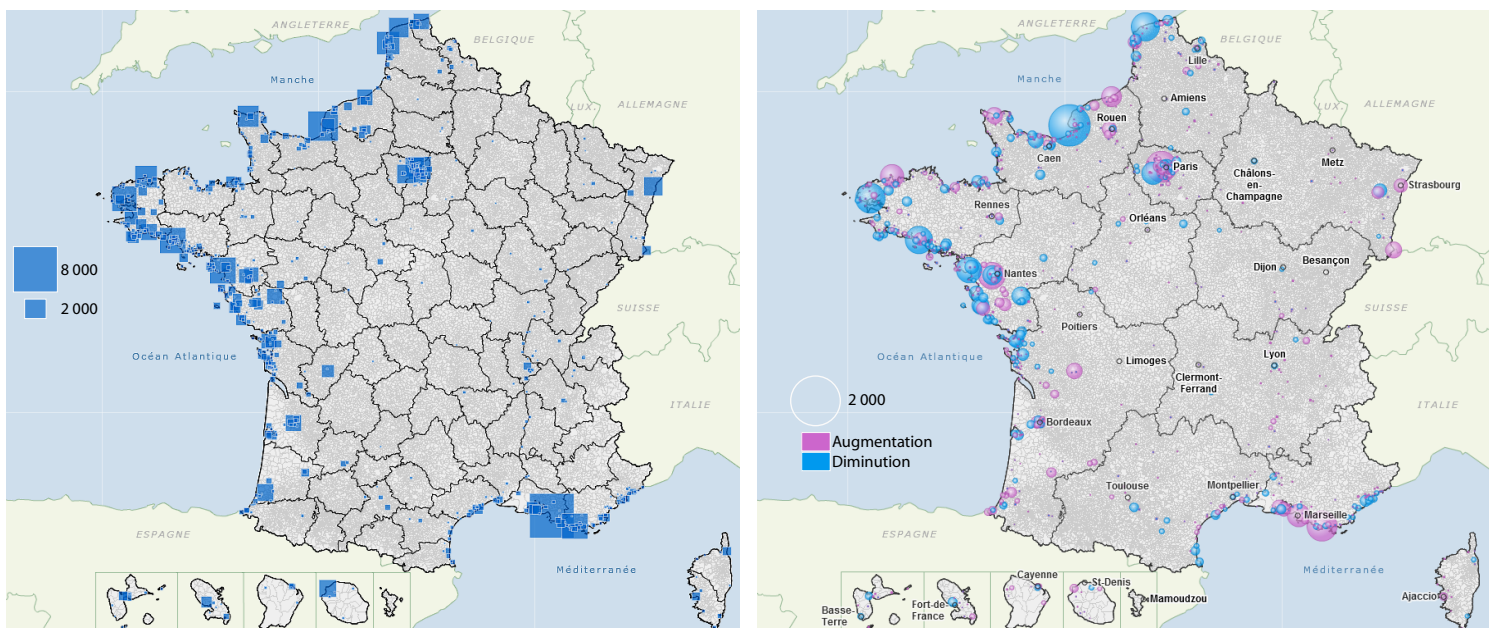 ANGLETERRE
BELGIQUE
Manche
LUX.
ALLEMAGNE
8 000
2 000
SUISSE
Océan Atlantique
ITALIE
ESPAGNE
Méditerranée
ANGLETERRE
BELGIQUE
Lille
Manche
Amiens
LUX.
ALLEMAGNE
Rouen
Caen
Metz
Paris
Châlons-
en-
Champagne
Strasbourg
Rennes
Orléans
Nantes
Dijon
Besançon
SUISSE
Poitiers
Océan Atlantique
Limoges
Lyon
Clermont-
Ferrand
2 000
ITALIE
Augmentation
Bordeaux
Diminution
Toulouse
Montpellier
Marseille
ESPAGNE
Méditerranée
Cayenne
St-Denis
Mamoudzou
Ajaccio
Basse-
Terre
Fort-de-
France